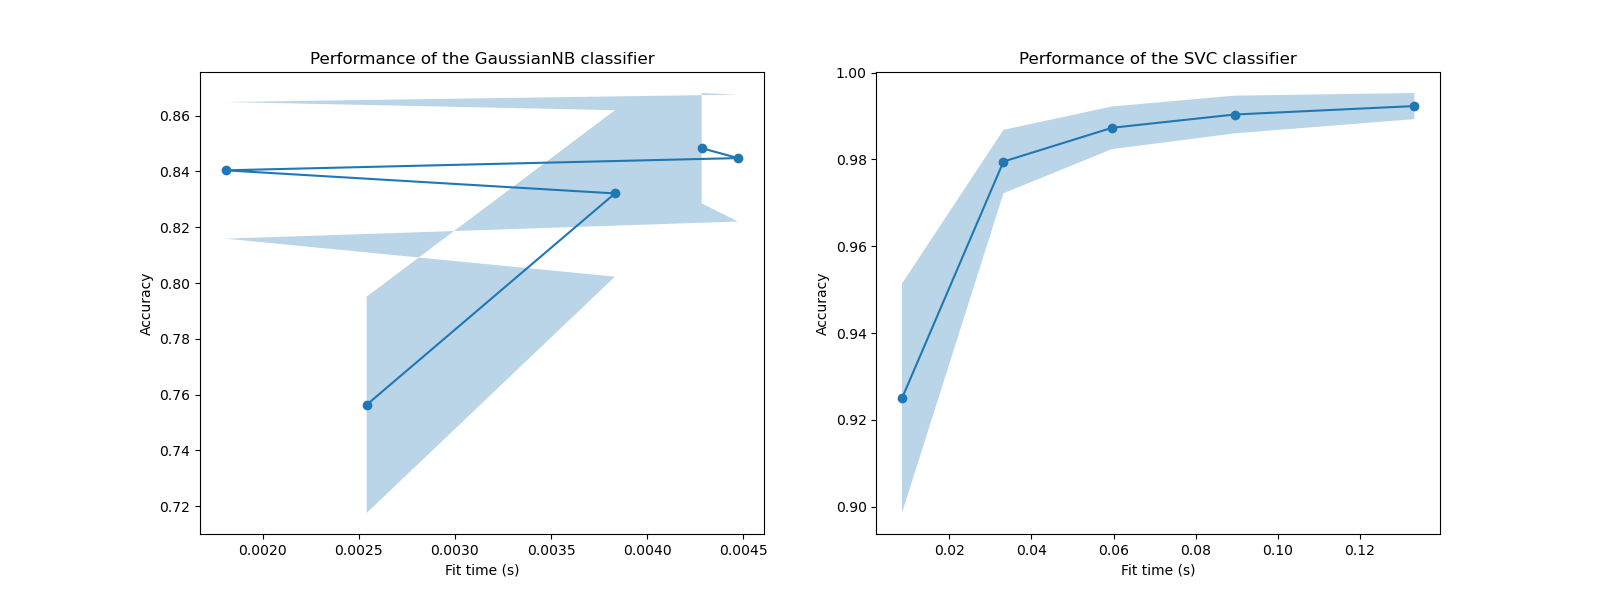 Performance of the GaussianNB classifier
0.86
0.84
0.82
0.80
0.78
0.76
0.74
0.72
Accuracy
0.0020 0.0025 0.0030 0.0035 0.0040 0.0045
Fit time (s)
Performance of the SVC classifier
1.00
0.98
0.96
0.94
0.92
0.90
Accuracy
0.02 0.04 0.06 0.08 0.10 0.12
Fit time (s)